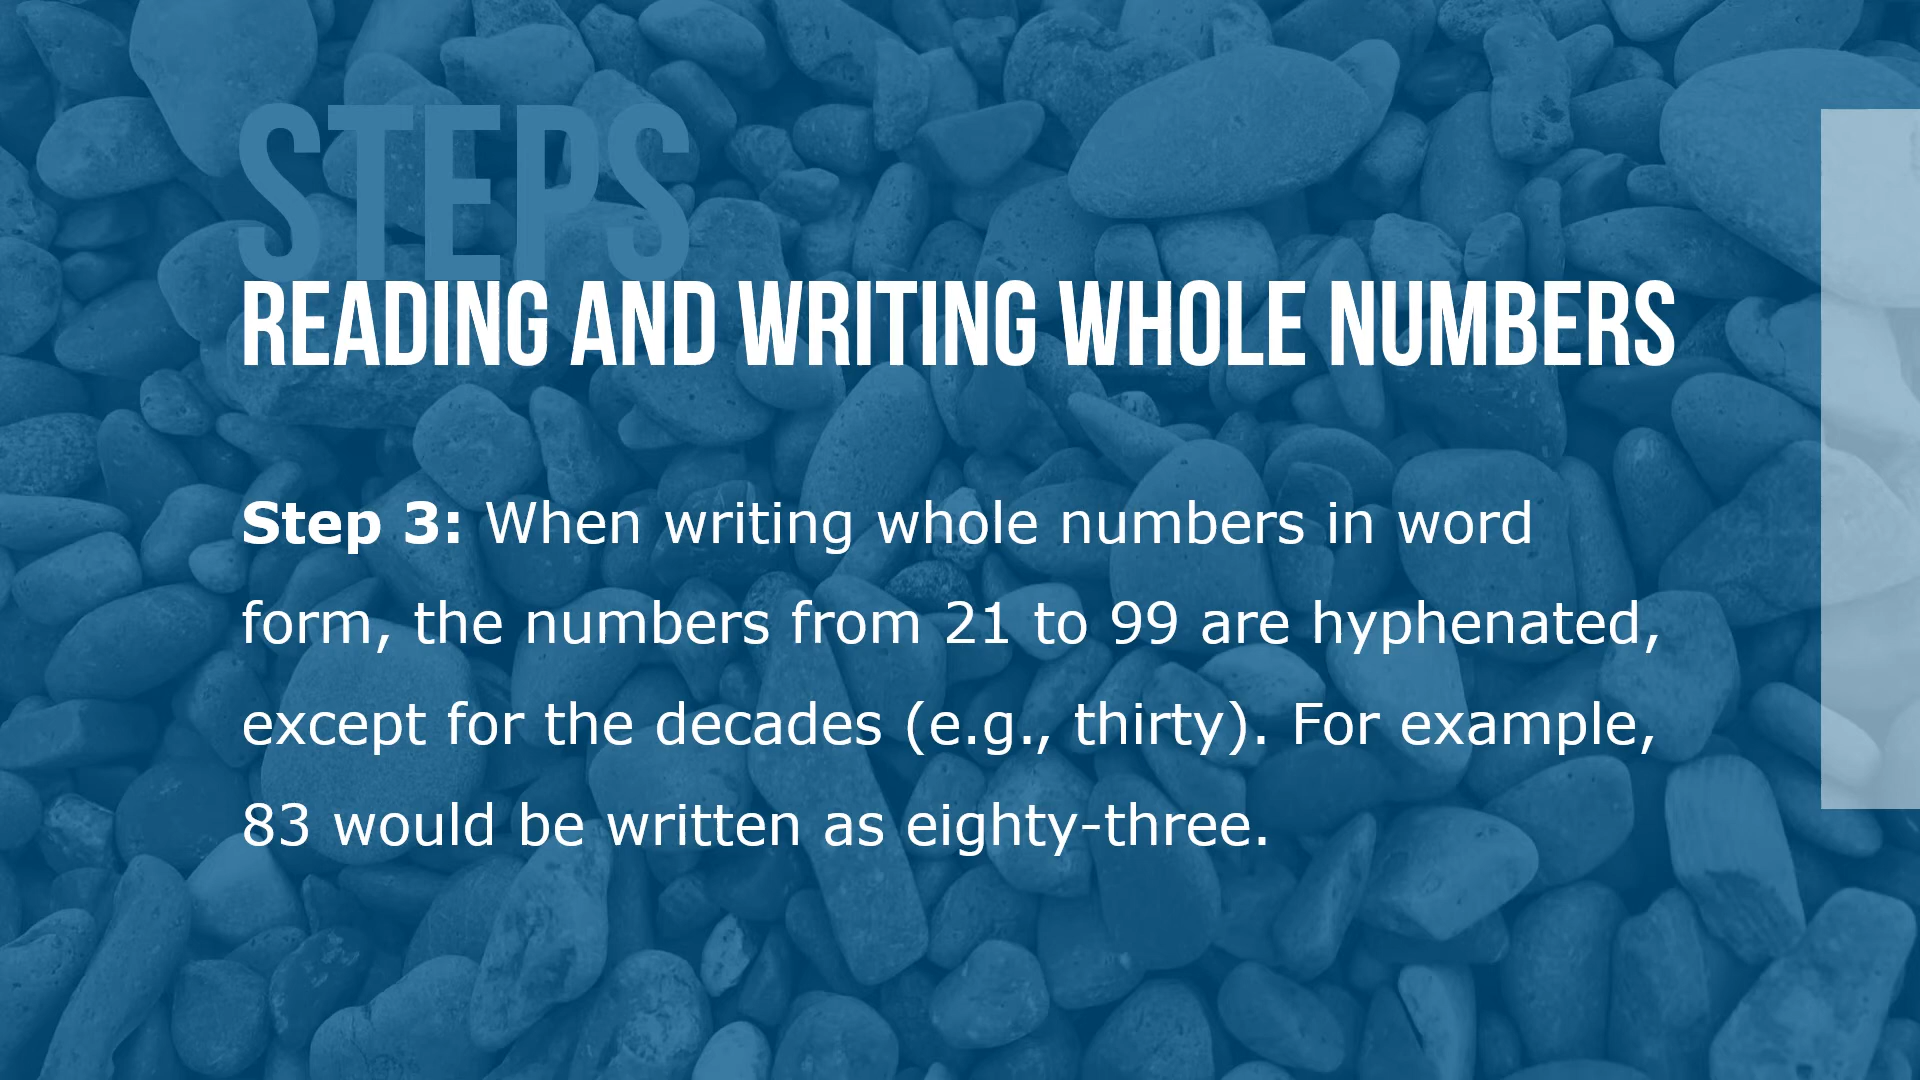 STEPS
READING AND WRITING WHOLE NUMBERS
Step 3: When writing whole numbers in word
form, the numbers from 21 to 99 are hyphenated,
except for the decades (e.g., thirty). For example,
83 would be written as eighty-three.